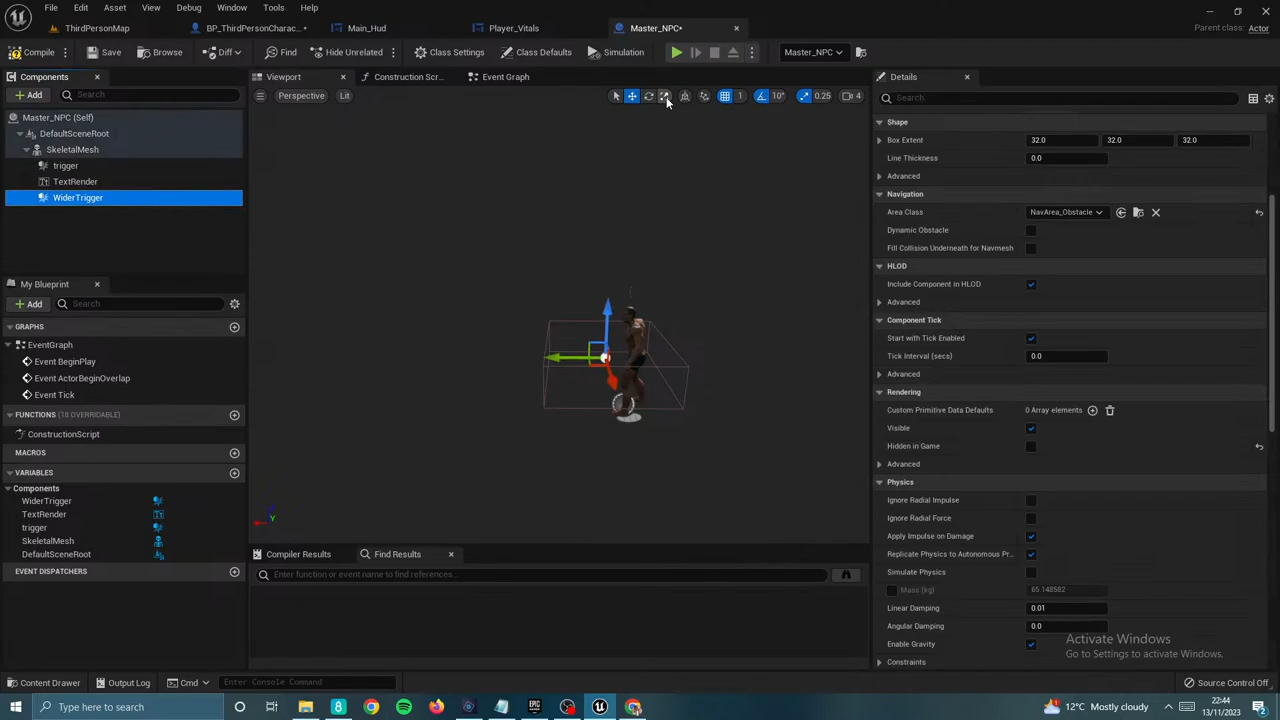 File Edit Asset View Debug Window Tools Help
ThirdPersonMap
BP_ThirdPersonCharac...•
Main_Hud
Player_Vitals
Master_NPC•
Parent class: Actor
Compile
Save
Browse
Diff
Find
Hide Unrelated
Class Settings
Class Defaults
Simulation
Master_NPC
Components
Viewport
Construction Scr...
Event Graph
Details
Add
Search
Perspective
Lit
1
10°
0.25
4
Search
Master_NPC (Self)
DefaultSceneRoot
SkeletalMesh
trigger
TextRender
WiderTrigger
My Blueprint
Add
Search
GRAPHS
EventGraph
Event BeginPlay
Event ActorBeginOverlap
Event Tick
FUNCTIONS (18 OVERRIDABLE)
ConstructionScript
MACROS
VARIABLES
Components
WiderTrigger
TextRender
trigger
SkeletalMesh
DefaultSceneRoot
EVENT DISPATCHERS
Compiler Results
Find Results
Enter function or event name to find references...
Shape
Box Extent 32.0 32.0 32.0
Line Thickness 0.0
Advanced
Navigation
Area Class NavArea_Obstacle
Dynamic Obstacle
Fill Collision Underneath for Navmesh
HLOD
Include Component in HLOD
Advanced
Component Tick
Start with Tick Enabled
Tick Interval (secs) 0.0
Advanced
Rendering
Custom Primitive Data Defaults 0 Array elements
Visible
Hidden in Game
Advanced
Physics
Ignore Radial Impulse
Ignore Radial Force
Apply Impulse on Damage
Replicate Physics to Autonomous Pr...
Simulate Physics
Mass (kg) 65.148582
Linear Damping 0.01
Angular Damping 0.0
Enable Gravity
Constraints
Activate Windows
Go to Settings to activate Windows.
Content Drawer
Output Log
Cmd
Enter Console Command
Source Control Off
Type here to search
12°C Mostly cloudy
22:44
13/11/2023